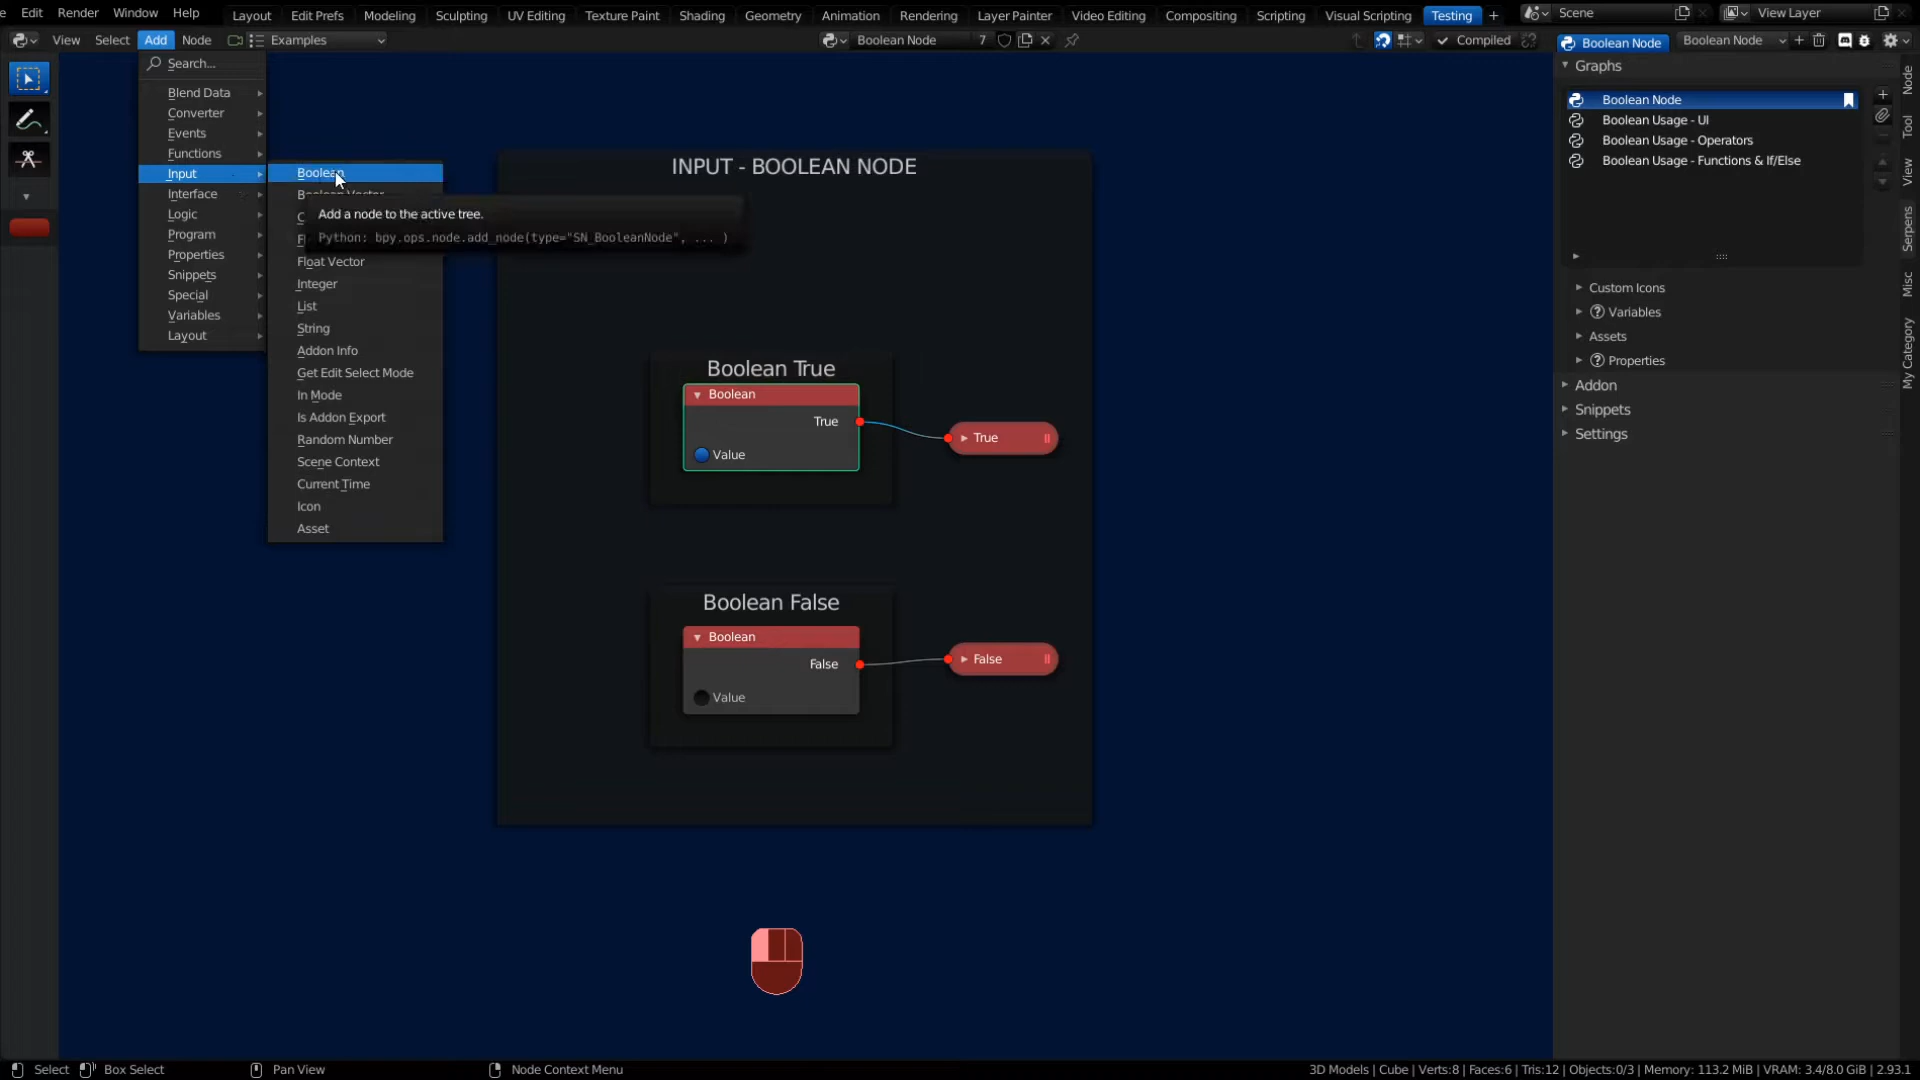 Edit Render Window Help Layout Edit Prefs Modeling Sculpting UV Editing Texture Paint Shading Geometry Animation Rendering Layer Painter Video Editing Compositing Scripting Visual Scripting Testing + Scene View Layer
View Select Add Node Examples Boolean Node 7 Compiled Boolean Node Boolean Node
Search...
Blend Data
Converter
Events
Functions
Input
Interface
Logic
Program
Properties
Snippets
Special
Variables
Layout
Boolean
Boolean Vector
Add a node to the active tree.
Python: bpy.ops.node.add_node(type="SN_BooleanNode", ... )
Float Vector
Integer
List
String
Addon Info
Get Edit Select Mode
In Mode
Is Addon Export
Random Number
Scene Context
Current Time
Icon
Asset
INPUT - BOOLEAN NODE
Boolean True
Boolean
True
Value
True
Boolean False
Boolean
False
Value
False
Graphs
Boolean Node
Boolean Usage - UI
Boolean Usage - Operators
Boolean Usage - Functions & If/Else
Custom Icons
Variables
Assets
Properties
Addon
Snippets
Settings
Node
Tool
View
Serpens
Misc
My Category
Select Box Select Pan View Node Context Menu 3D Models | Cube | Verts:8 | Faces:6 | Tris:12 | Objects:0/3 | Memory: 113.2 MiB | VRAM: 3.4/8.0 GiB | 2.93.1